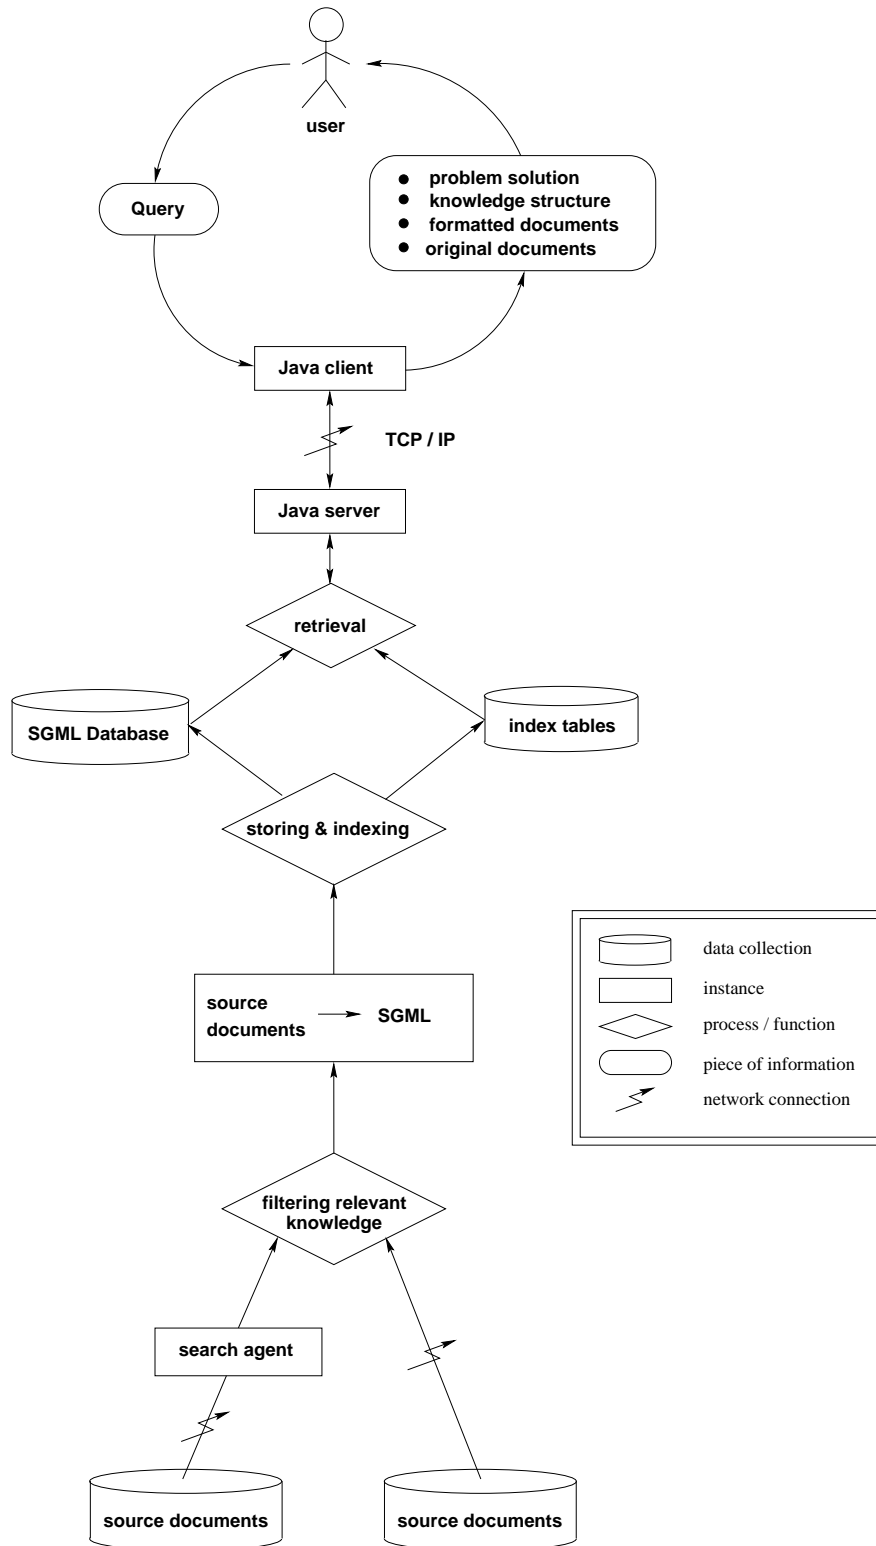 user
Query
● problem solution
● knowledge structure
● formatted documents
● original documents
Java client
TCP / IP
Java server
retrieval
SGML Database
index tables
storing & indexing
source
documents
SGML
data collection
instance
process / function
piece of information
network connection
filtering relevant
knowledge
search agent
source documents
source documents